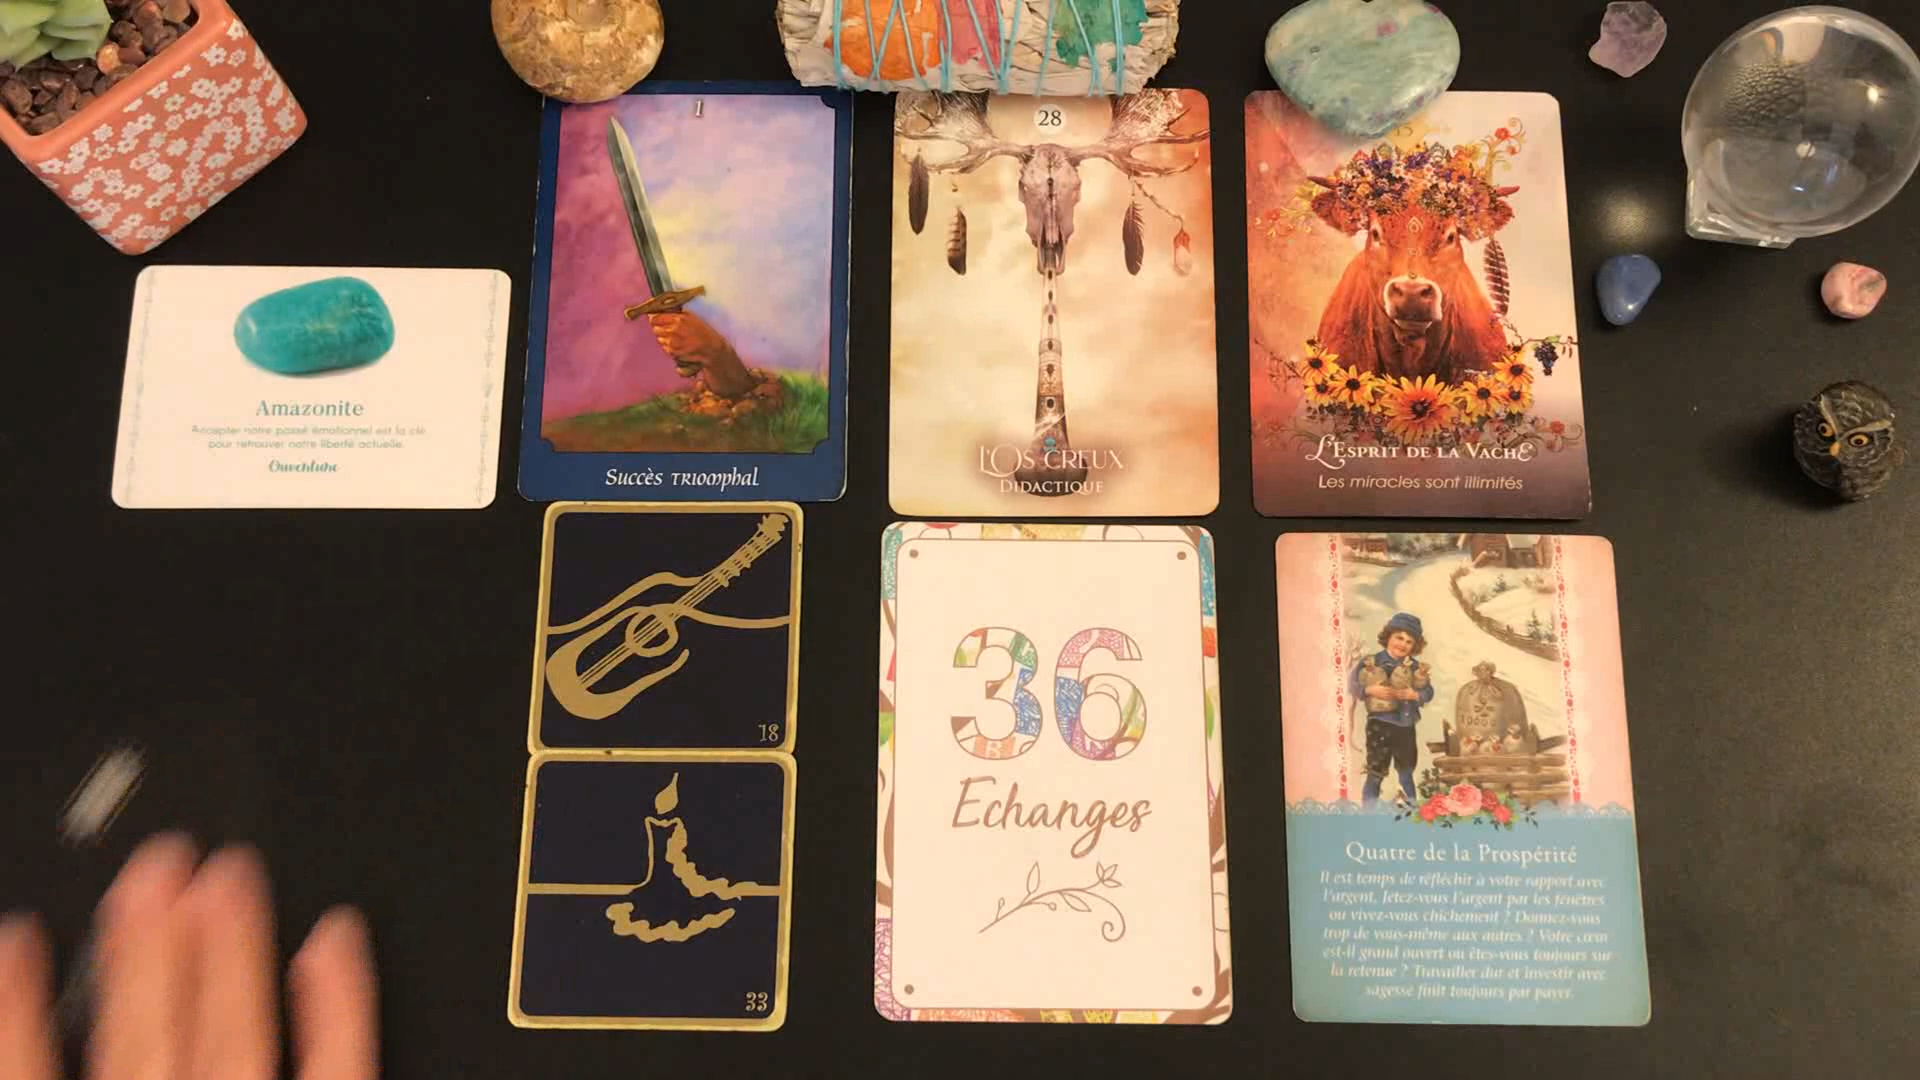 Amazonite
Accepter notre passé émotionnel est la clé
pour retrouver notre liberté actuelle.
Ouverture
1
Succès triomphal
28
L'Os creux
Didactique
15
L'Esprit de la Vache
Les miracles sont illimités
18
33
36
Echanges
Quatre de la Prospérité
Il est temps de réfléchir à votre rapport avec
l'argent. Jetez-vous l'argent par les fenêtres
ou vivez-vous chichement ? Donnez-vous
trop de vous-même aux autres ? Votre cœur
est-il grand ouvert ou êtes-vous toujours sur
la retenue ? Travailler dur et investir avec
sagesse finit toujours par payer.